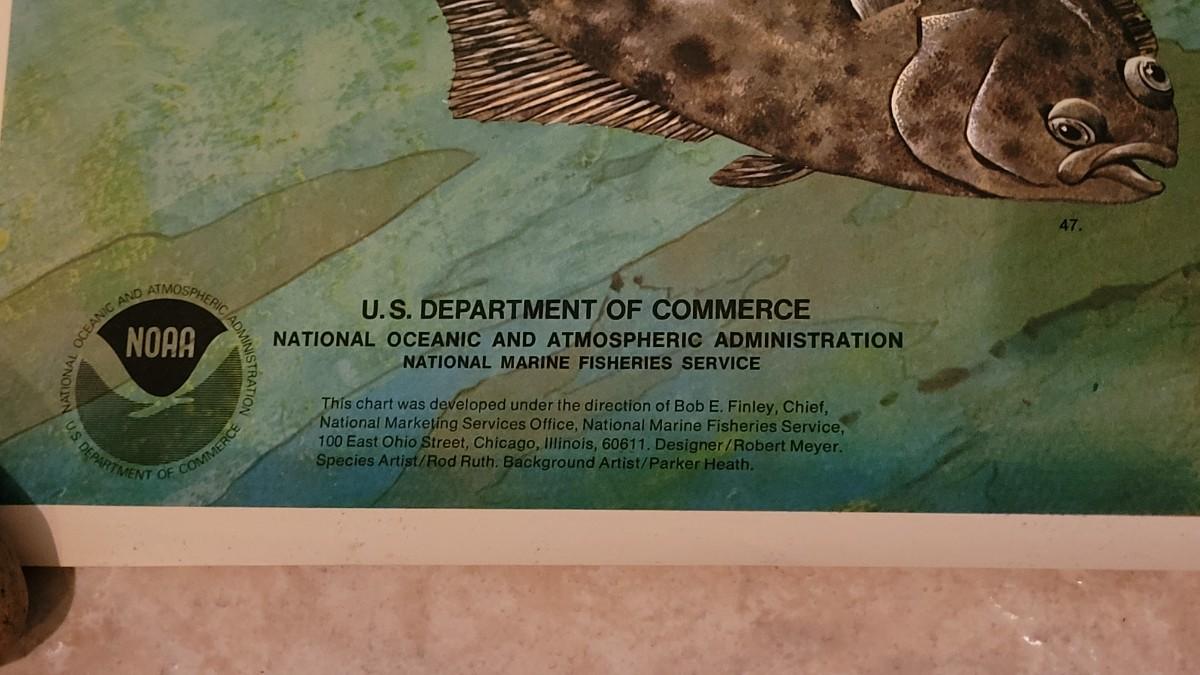 47.
NATIONAL OCEANIC AND ATMOSPHERIC ADMINISTRATION
NOAA
U.S. DEPARTMENT OF COMMERCE
U.S. DEPARTMENT OF COMMERCE
NATIONAL OCEANIC AND ATMOSPHERIC ADMINISTRATION
NATIONAL MARINE FISHERIES SERVICE
This chart was developed under the direction of Bob E. Finley, Chief,
National Marketing Services Office, National Marine Fisheries Service,
100 East Ohio Street, Chicago, Illinois, 60611. Designer/Robert Meyer.
Species Artist/Rod Ruth. Background Artist/Parker Heath.